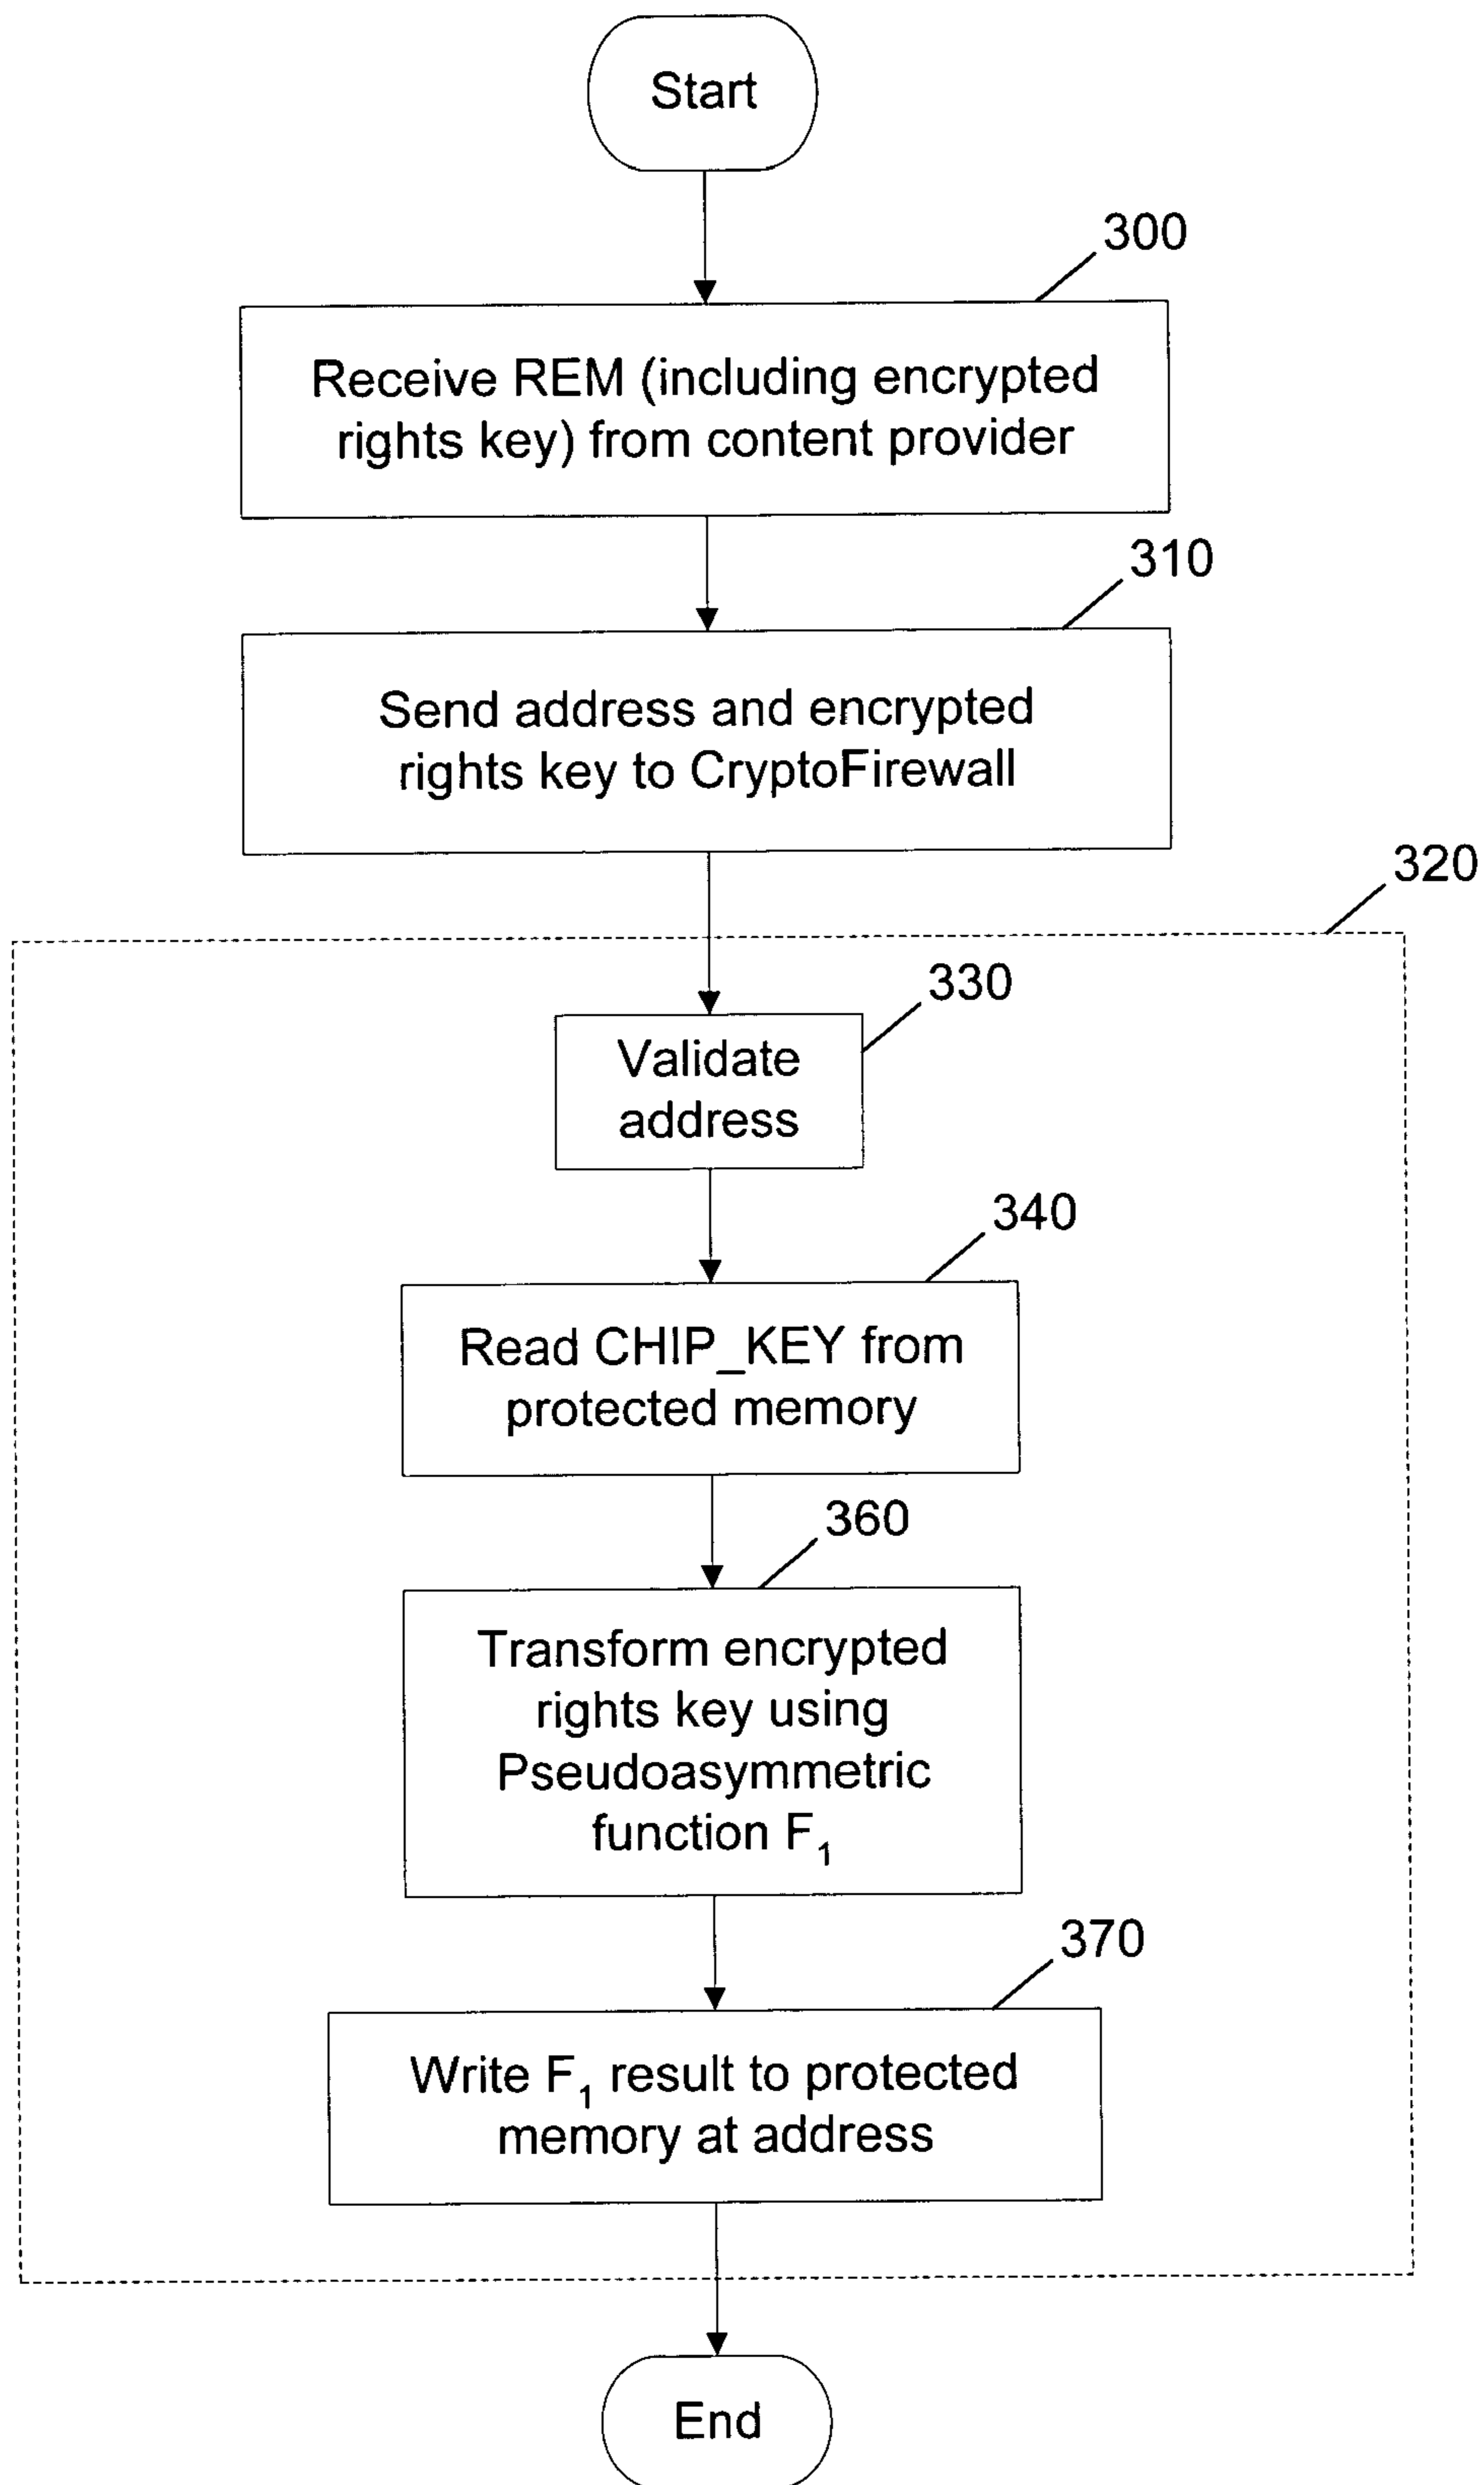 Start
300
Receive REM (including encrypted
rights key) from content provider
310
Send address and encrypted
rights key to CryptoFirewall
320
330
Validate
address
340
Read CHIP_KEY from
protected memory
360
Transform encrypted
rights key using
Pseudoasymmetric
function F₁
370
Write F₁ result to protected
memory at address
End